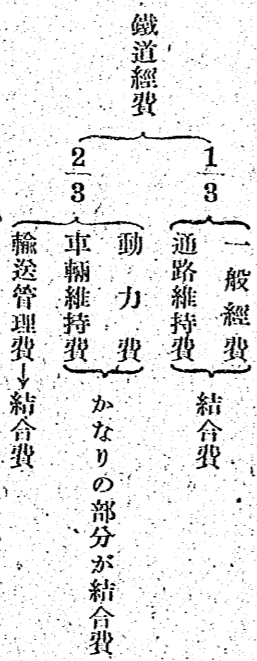 鐵道經費
1/3
一般經費
通路維持費
結合費
2/3
動力費
車輛維持費
かなりの部分が結合費
輸送管理費→結合費